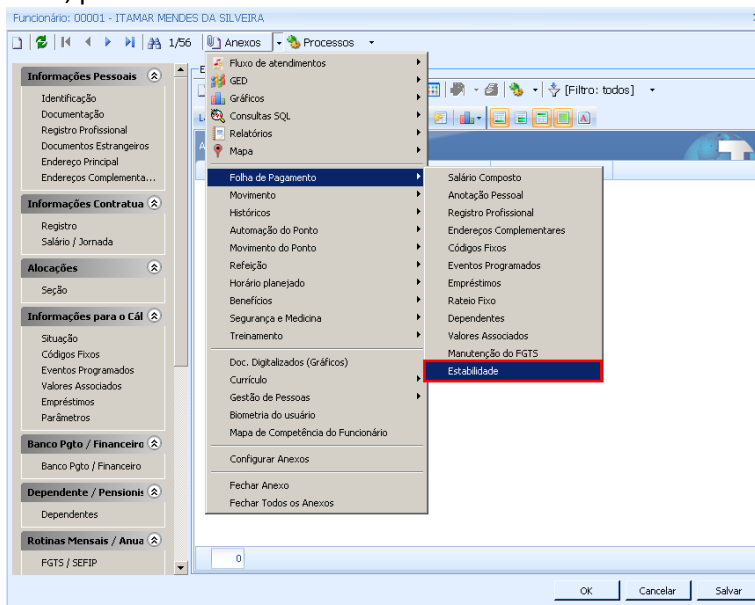 Funcionário: 00001 - ITAMAR MENDES DA SILVEIRA
1/56 Anexos Processos
Informações Pessoais
Identificação
Documentação
Registro Profissional
Documentos Estrangeiros
Endereço Principal
Endereços Complementa...
Informações Contratua
Registro
Salário / Jornada
Alocações
Seção
Informações para o Cál
Situação
Códigos Fixos
Eventos Programados
Valores Associados
Empréstimos
Parâmetros
Banco Pgto / Financeiro
Banco Pgto / Financeiro
Dependente / Pensionis
Dependentes
Rotinas Mensais / Anua
FGTS / SEFIP
Fluxo de atendimentos
GED
Gráficos
Consultas SQL
Relatórios
Mapa
Folha de Pagamento
Movimento
Históricos
Automação do Ponto
Movimento do Ponto
Refeição
Horário planejado
Benefícios
Segurança e Medicina
Treinamento
Doc. Digitalizados (Gráficos)
Currículo
Gestão de Pessoas
Biometria do usuário
Mapa de Competência do Funcionário
Configurar Anexos
Fechar Anexo
Fechar Todos os Anexos
[Filtro: todos]
Salário Composto
Anotação Pessoal
Registro Profissional
Endereços Complementares
Códigos Fixos
Eventos Programados
Empréstimos
Rateio Fixo
Dependentes
Valores Associados
Manutenção do FGTS
Estabilidade
0
OK Cancelar Salvar